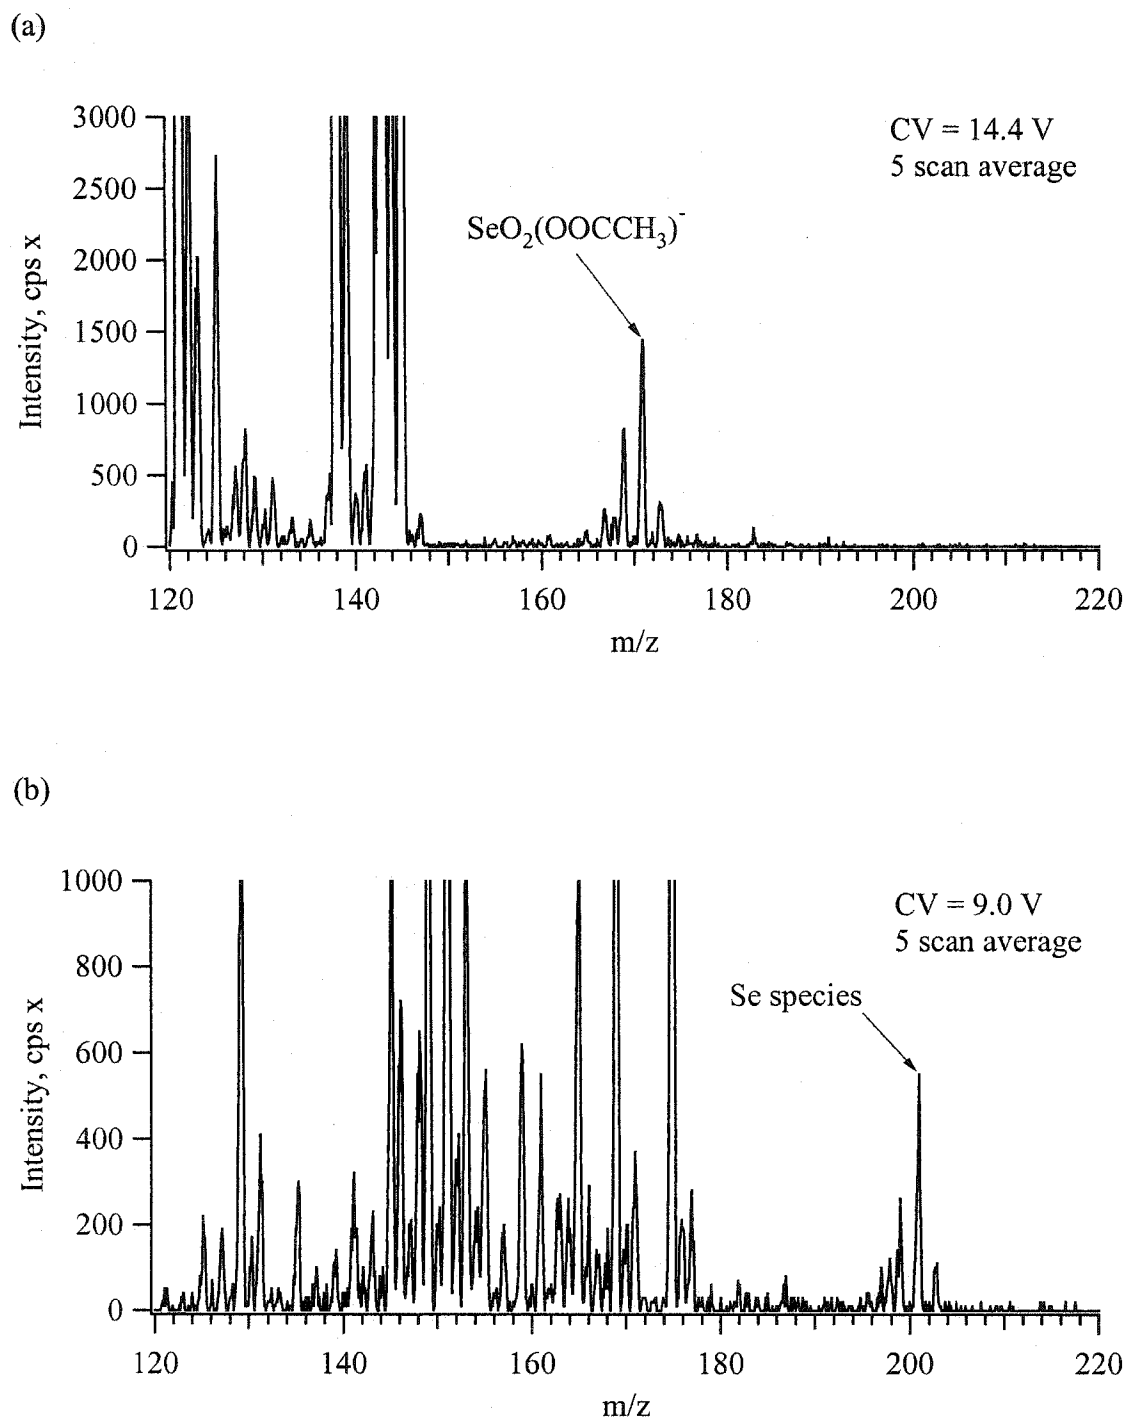 (a)
3000
2500
2000
1500
1000
500
0
Intensity, cps x
CV = 14.4 V
5 scan average
SeO₂(OOCCH₃)⁻
120 140 160 180 200 220
m/z
(b)
1000
800
600
400
200
0
Intensity, cps x
CV = 9.0 V
5 scan average
Se species
120 140 160 180 200 220
m/z